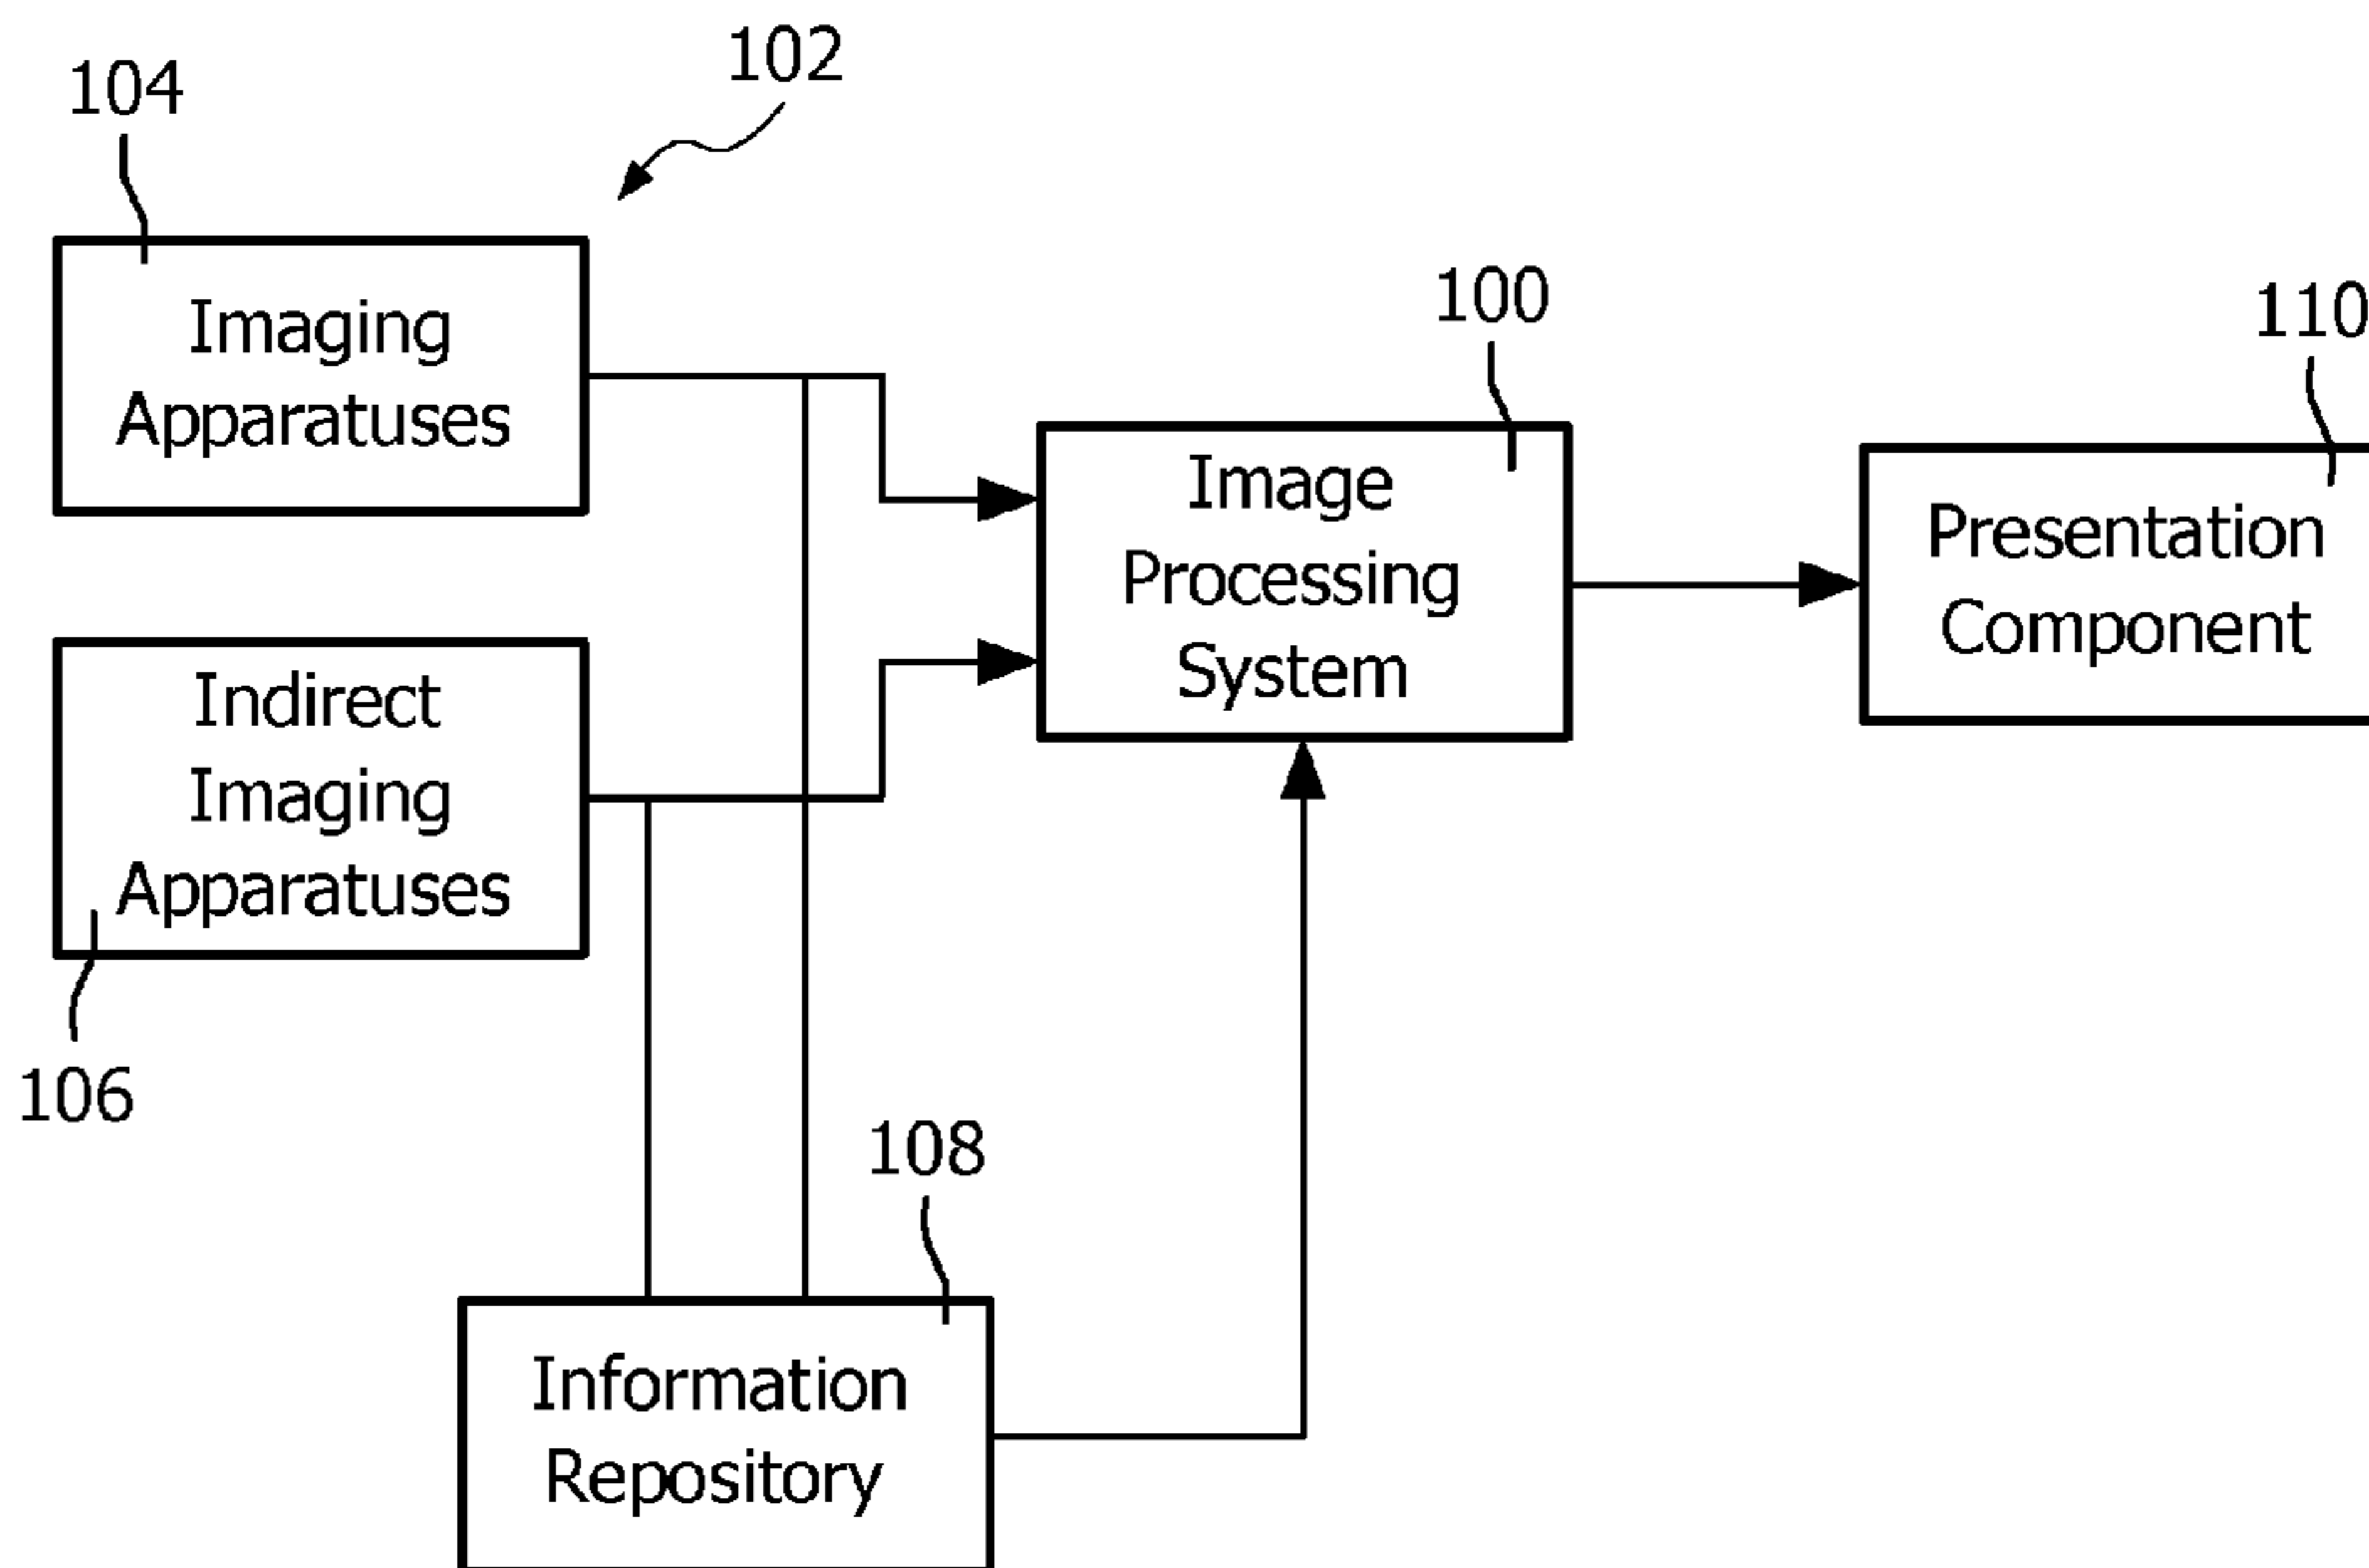 102
104
Imaging
Apparatuses
100
Image
Processing
System
110
Presentation
Component
Indirect
Imaging
Apparatuses
106
108
Information
Repository